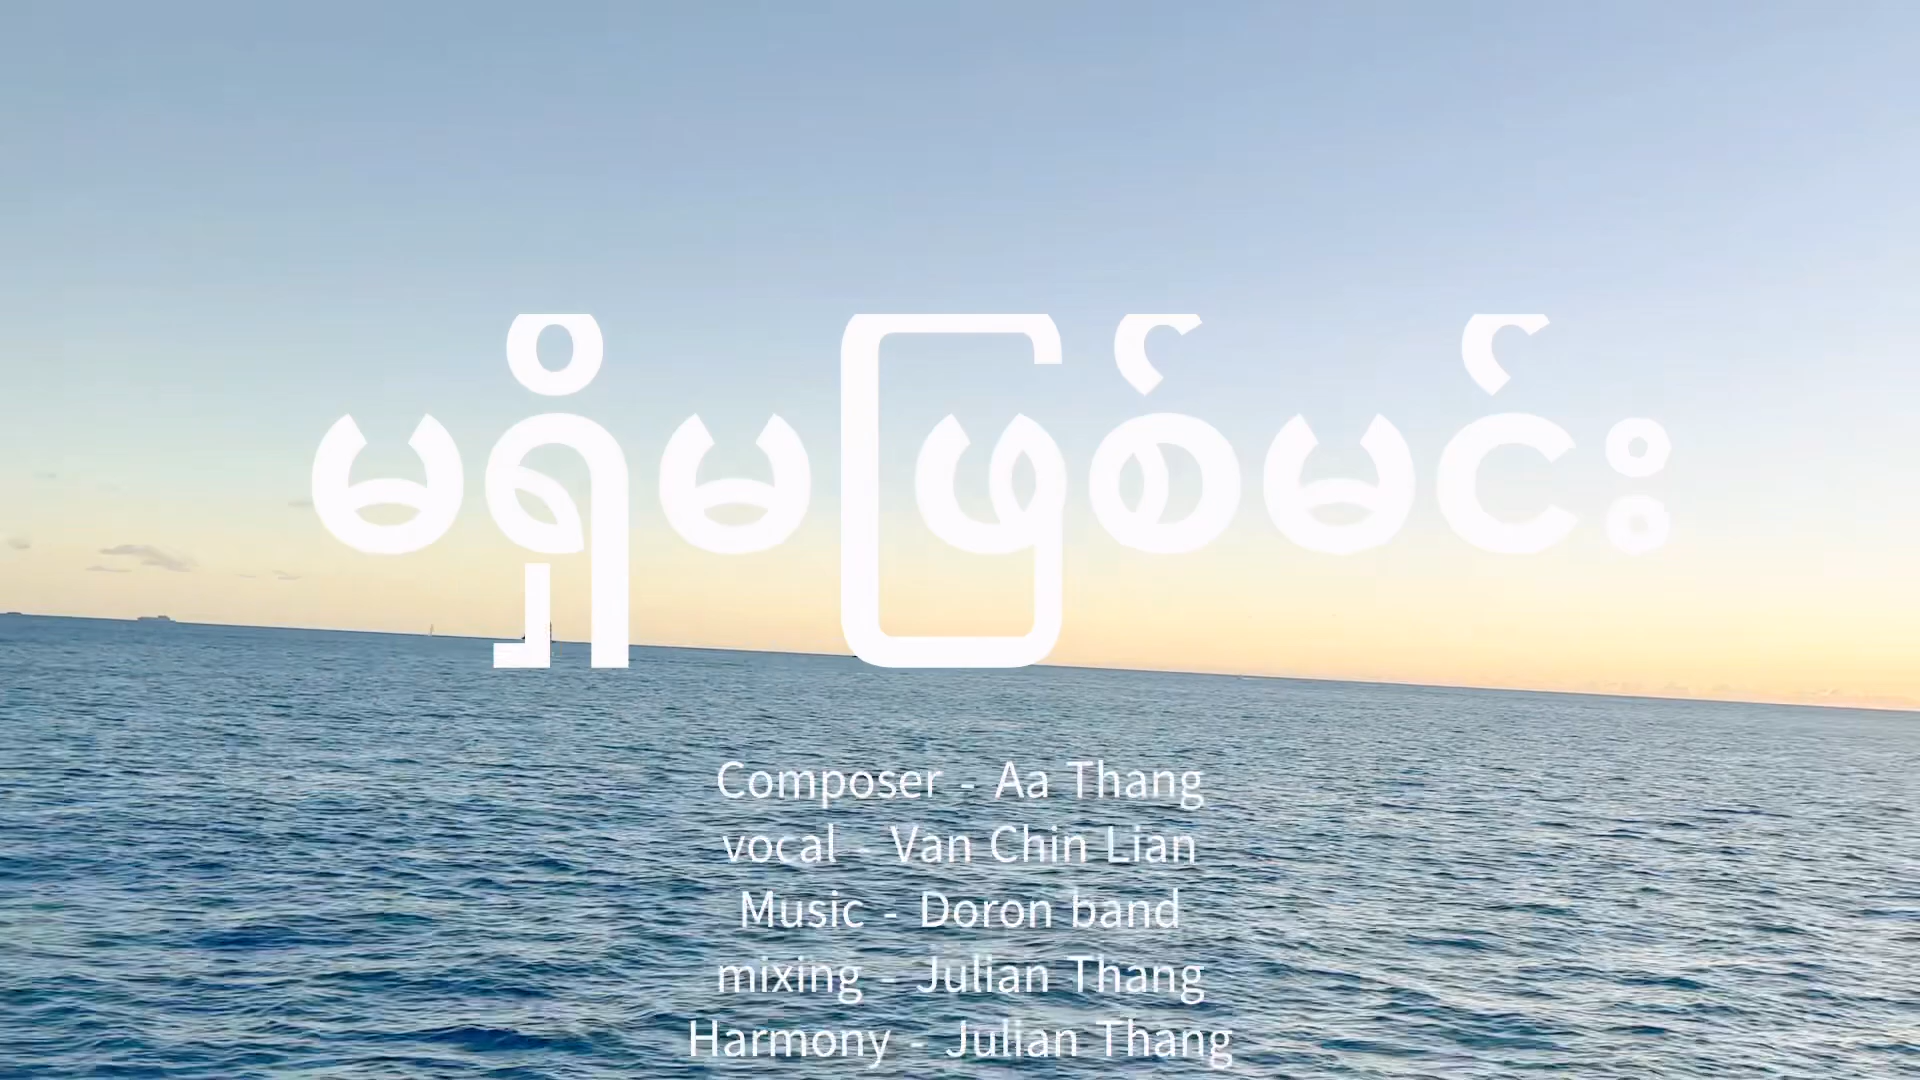 မရှိမဖြစ်မင်း
Composer - Aa Thang
vocal - Van Chin Lian
Music - Doron band
mixing - Julian Thang
Harmony - Julian Thang